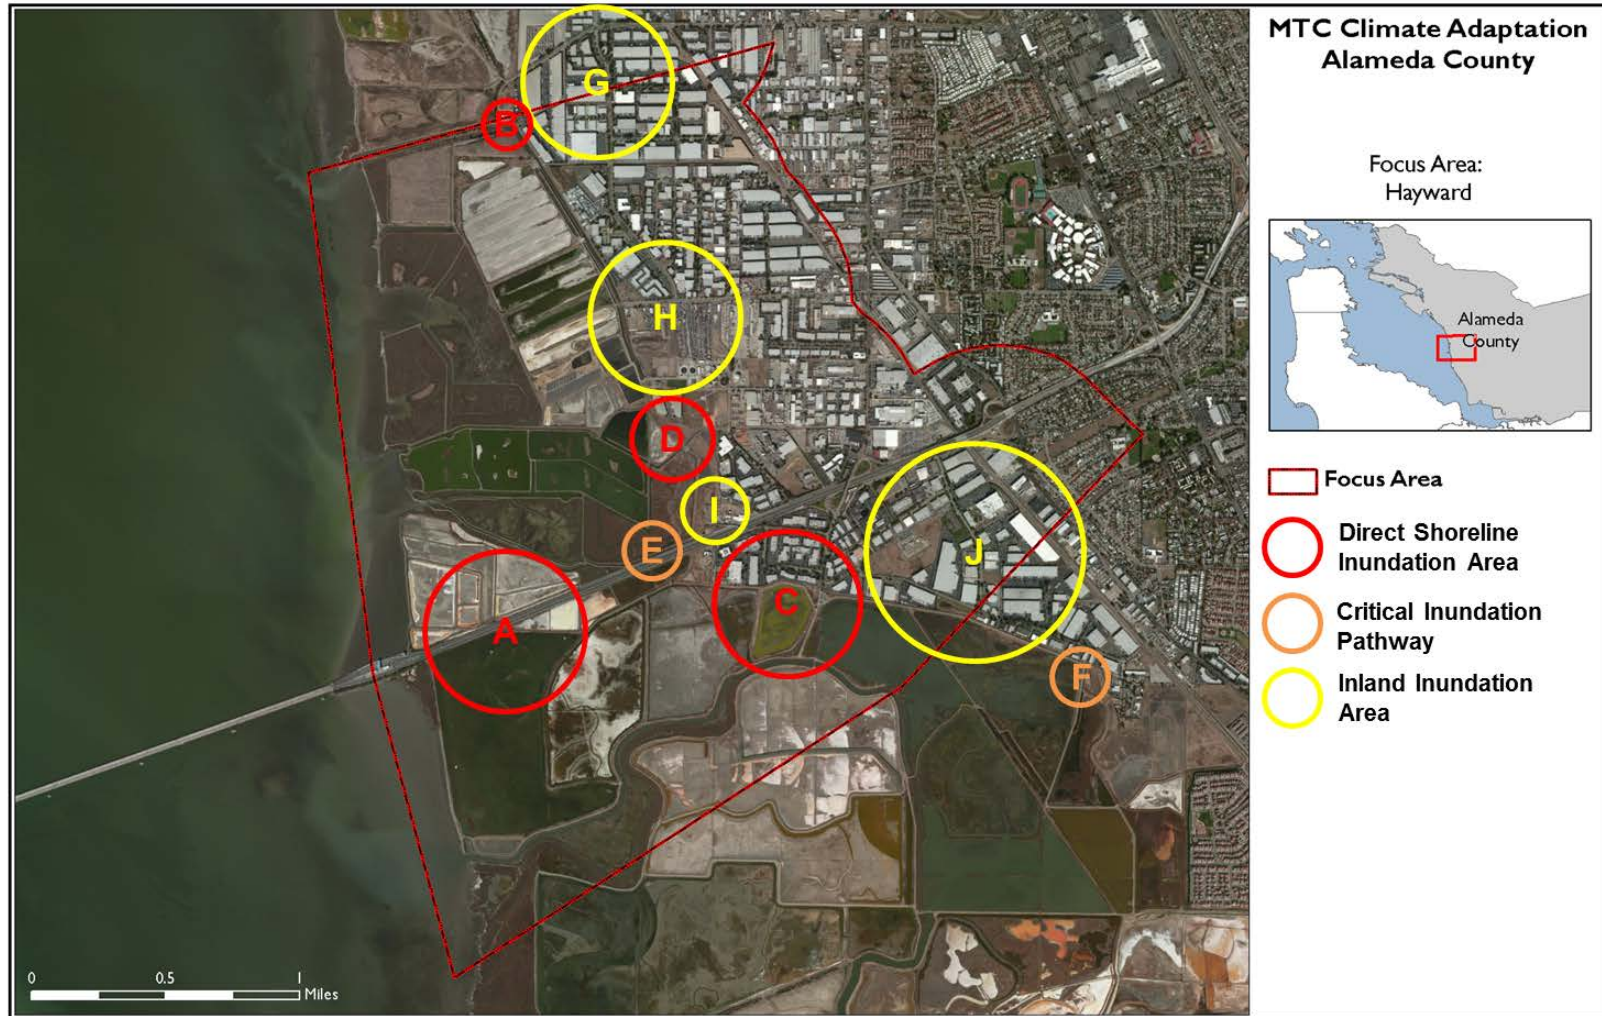 MTC Climate Adaptation
Alameda County
Focus Area:
Hayward
Alameda
County
Focus Area
Direct Shoreline
Inundation Area
Critical Inundation
Pathway
Inland Inundation
Area
G
B
H
D
I
E
J
C
A
F
0 0.5 1
Miles